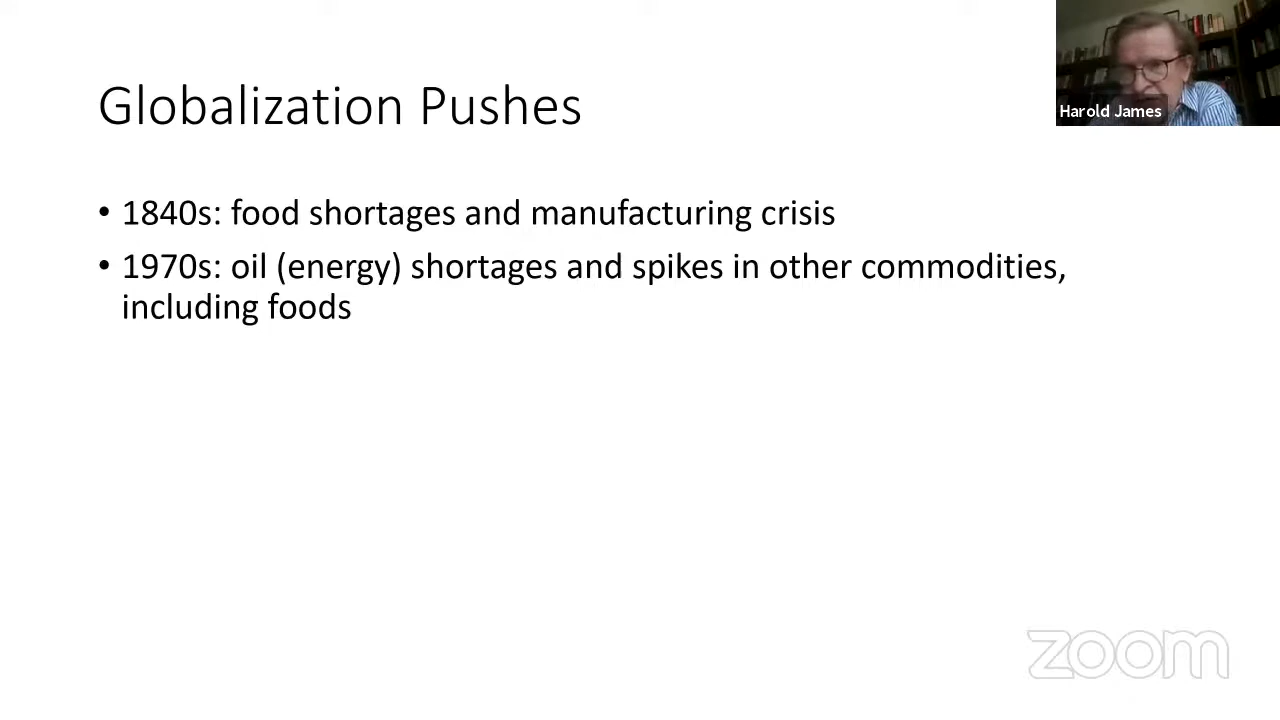 Harold James
Globalization Pushes
• 1840s: food shortages and manufacturing crisis
• 1970s: oil (energy) shortages and spikes in other commodities,
including foods
zoom